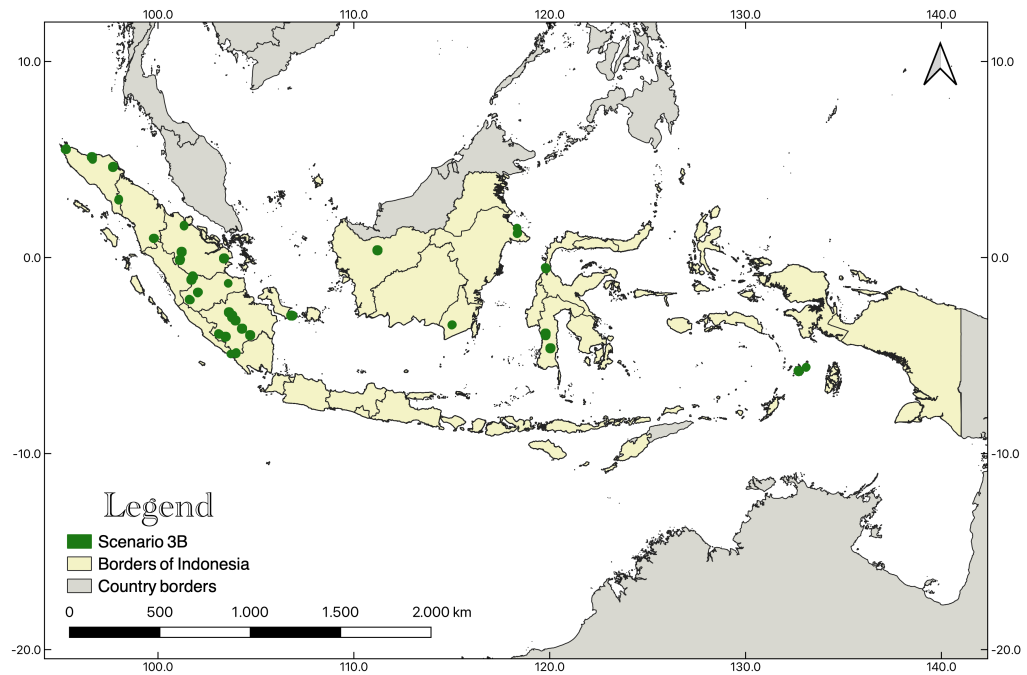 100.0 110.0 120.0 130.0 140.0
10.0 10.0
0.0 0.0
-10.0 -10.0
Legend
Scenario 3B
Borders of Indonesia
Country borders
0 500 1.000 1.500 2.000 km
-20.0 -20.0
100.0 110.0 120.0 130.0 140.0